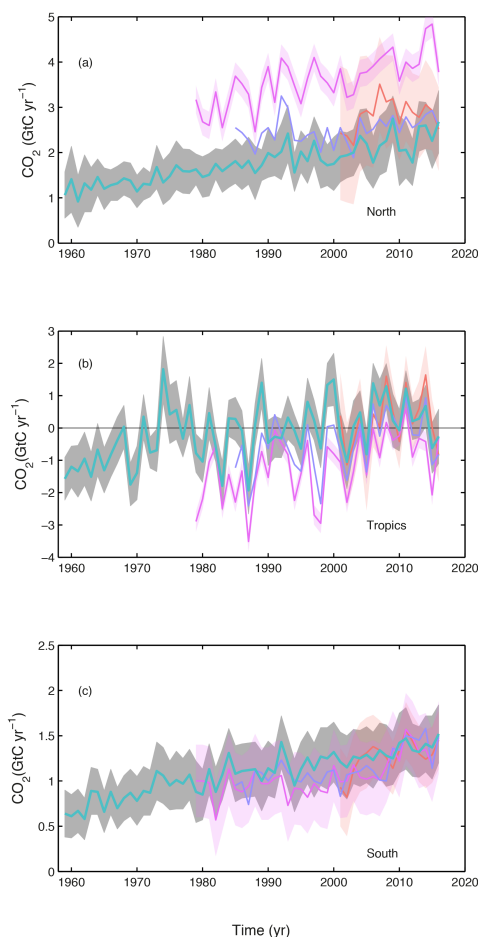 5
(a)
4
3
2
1
0
CO2 (GtC yr−1)
North
1960 1970 1980 1990 2000 2010 2020
3
(b)
2
1
0
−1
−2
−3
−4
CO2(GtC yr−1)
Tropics
1960 1970 1980 1990 2000 2010 2020
2.5
(c)
2
1.5
1
0.5
0
CO2(GtC yr−1)
South
1960 1970 1980 1990 2000 2010 2020
Time (yr)